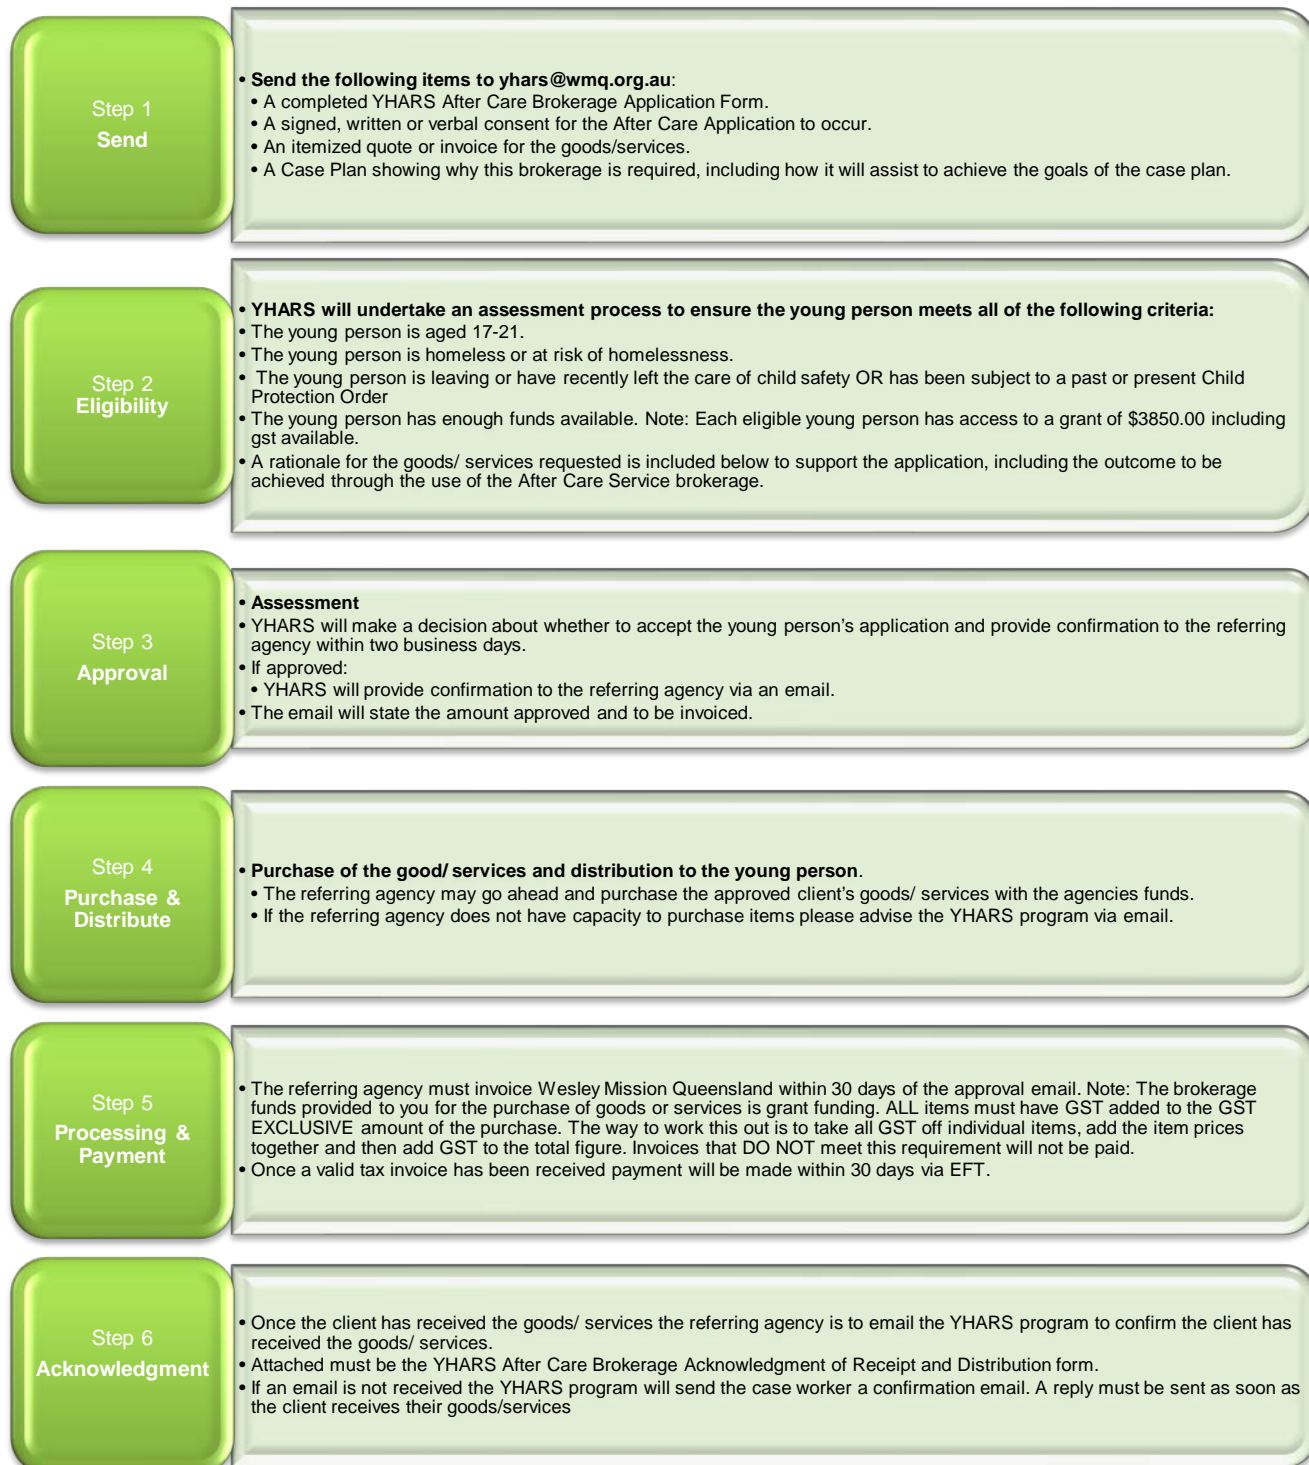 Step 1
Send
• Send the following items to yhars@wmq.org.au:
• A completed YHARS After Care Brokerage Application Form.
• A signed, written or verbal consent for the After Care Application to occur.
• An itemized quote or invoice for the goods/services.
• A Case Plan showing why this brokerage is required, including how it will assist to achieve the goals of the case plan.
Step 2
Eligibility
• YHARS will undertake an assessment process to ensure the young person meets all of the following criteria:
• The young person is aged 17-21.
• The young person is homeless or at risk of homelessness.
• The young person is leaving or have recently left the care of child safety OR has been subject to a past or present Child
Protection Order
• The young person has enough funds available. Note: Each eligible young person has access to a grant of $3850.00 including
gst available.
• A rationale for the goods/ services requested is included below to support the application, including the outcome to be
achieved through the use of the After Care Service brokerage.
Step 3
Approval
• Assessment
• YHARS will make a decision about whether to accept the young person's application and provide confirmation to the referring
agency within two business days.
• If approved:
• YHARS will provide confirmation to the referring agency via an email.
• The email will state the amount approved and to be invoiced.
Step 4
Purchase &
Distribute
• Purchase of the good/ services and distribution to the young person.
• The referring agency may go ahead and purchase the approved client's goods/ services with the agencies funds.
• If the referring agency does not have capacity to purchase items please advise the YHARS program via email.
Step 5
Processing &
Payment
• The referring agency must invoice Wesley Mission Queensland within 30 days of the approval email. Note: The brokerage
funds provided to you for the purchase of goods or services is grant funding. ALL items must have GST added to the GST
EXCLUSIVE amount of the purchase. The way to work this out is to take all GST off individual items, add the item prices
together and then add GST to the total figure. Invoices that DO NOT meet this requirement will not be paid.
• Once a valid tax invoice has been received payment will be made within 30 days via EFT.
Step 6
Acknowledgment
• Once the client has received the goods/ services the referring agency is to email the YHARS program to confirm the client has
received the goods/ services.
• Attached must be the YHARS After Care Brokerage Acknowledgment of Receipt and Distribution form.
• If an email is not received the YHARS program will send the case worker a confirmation email. A reply must be sent as soon as
the client receives their goods/services